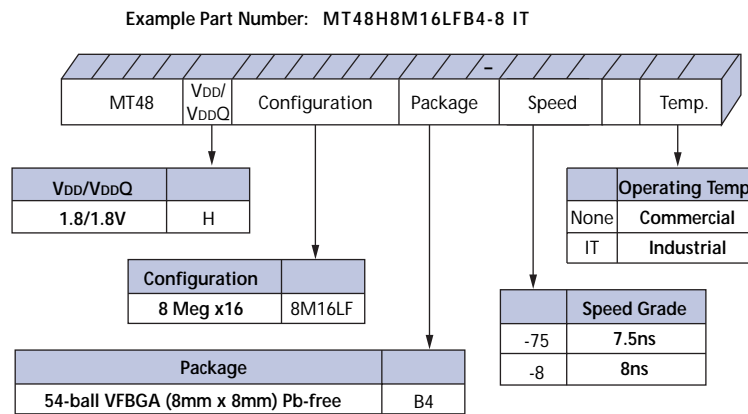 Example Part Number: MT48H8M16LFB4-8 IT
-
MT48
VDD/
VDDQ
Configuration
Package
Speed
Temp.
VDD/VDDQ
1.8/1.8V H
Operating Temp
None Commercial
IT Industrial
Configuration
8 Meg x16 8M16LF
Speed Grade
-75 7.5ns
-8 8ns
Package
54-ball VFBGA (8mm x 8mm) Pb-free B4